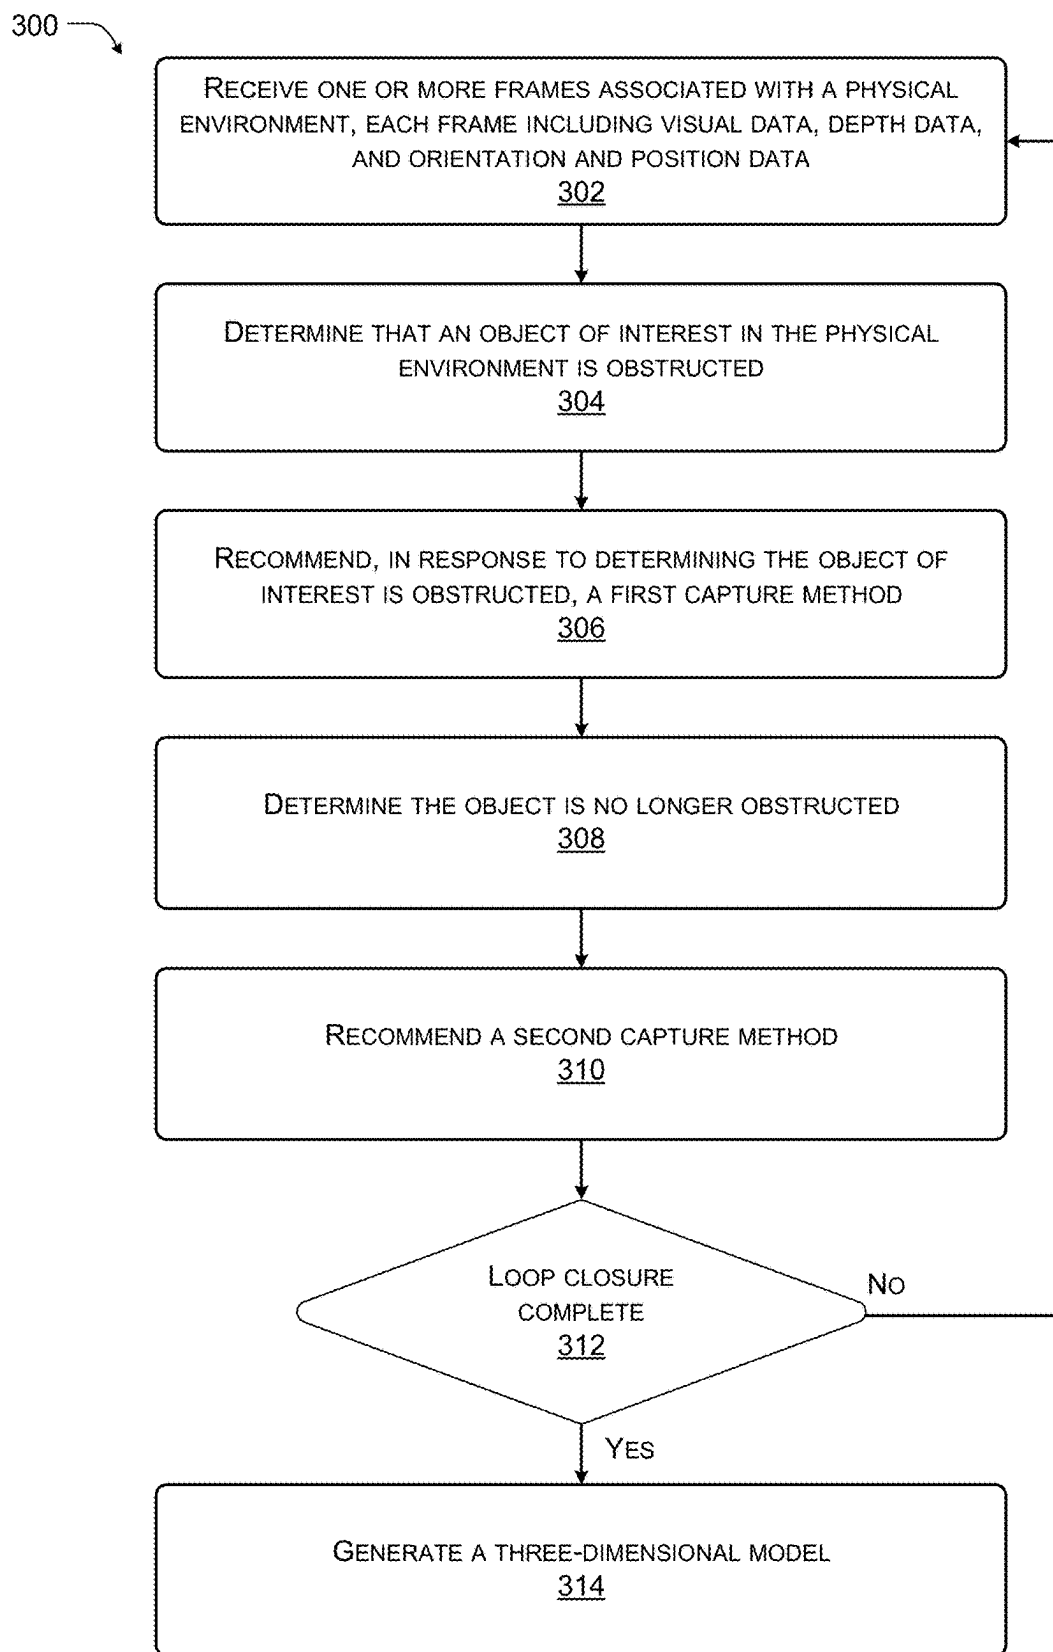 300
RECEIVE ONE OR MORE FRAMES ASSOCIATED WITH A PHYSICAL
ENVIRONMENT, EACH FRAME INCLUDING VISUAL DATA, DEPTH DATA,
AND ORIENTATION AND POSITION DATA
302
DETERMINE THAT AN OBJECT OF INTEREST IN THE PHYSICAL
ENVIRONMENT IS OBSTRUCTED
304
RECOMMEND, IN RESPONSE TO DETERMINING THE OBJECT OF
INTEREST IS OBSTRUCTED, A FIRST CAPTURE METHOD
306
DETERMINE THE OBJECT IS NO LONGER OBSTRUCTED
308
RECOMMEND A SECOND CAPTURE METHOD
310
LOOP CLOSURE
COMPLETE
312
NO
YES
GENERATE A THREE-DIMENSIONAL MODEL
314